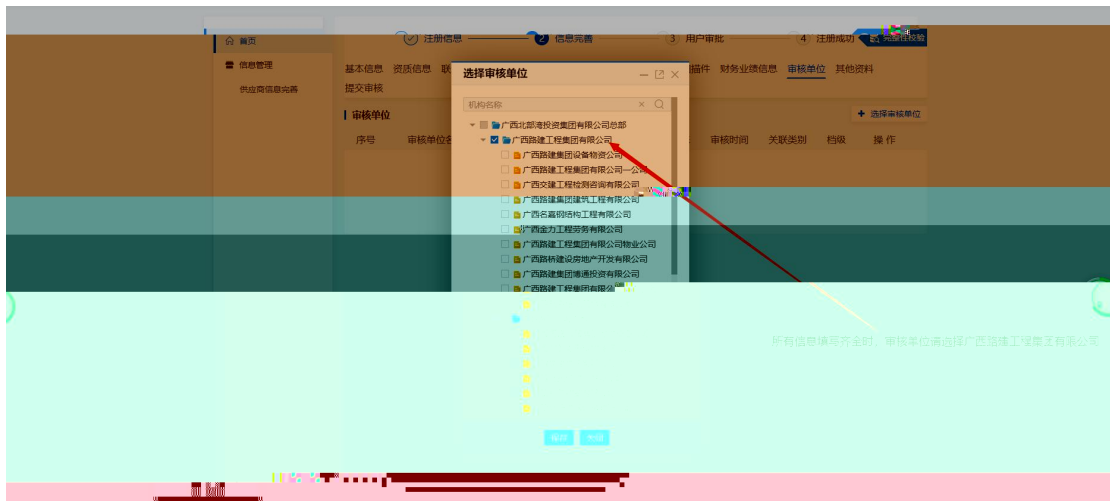 首页
注册信息
2 信息完善
3 用户审批
4 注册成功
信息管理
供应商信息完善
基本信息 资质信息
财务业绩信息 审核单位 其他资料
提交审核
选择审核单位
审核单位
+ 选择审核单位
序号
审核时间 关联类别 档级 操作
机构名称
广西北部湾投资集团有限公司总部
广西路建工程集团有限公司
广西路建集团设备物资公司
广西路建工程集团有限公司一公司
广西交建工程检测咨询有限公司
广西路建集团建筑工程有限公司
广西名嘉钢结构工程有限公司
广西金力工程劳务有限公司
广西路建工程集团有限公司物业公司
广西路桥建设房地产开发有限公司
广西路建集团靖通投资有限公司
广西路建工程集团有限公
所有信息填写齐全时，审核单位请选择广西路建工程集团有限公司